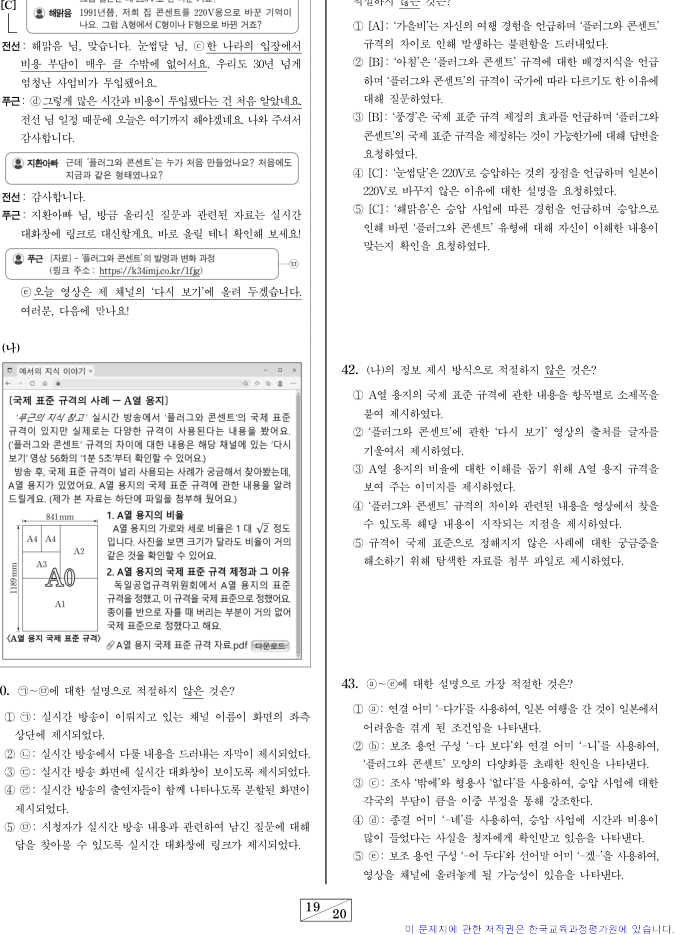 [C]
해맑음 1991년쯤, 저희 집 콘센트를 220V용으로 바꾼 기억이
나요. 그럼 A형에서 C형이나 F형으로 바뀐 거죠?
전선 : 해맑음 님, 맞습니다. 눈썹달 님, ⓒ한 나라의 입장에서
비용 부담이 매우 클 수밖에 없어서요. 우리도 30년 넘게
엄청난 사업비가 투입됐어요.
푸근 : ⓓ그렇게 많은 시간과 비용이 투입됐다는 건 처음 알았네요.
전선 님 일정 때문에 오늘은 여기까지 해야겠네요. 나와 주셔서
감사합니다.
지환아빠 근데 '플러그와 콘센트'는 누가 처음 만들었나요? 처음에도
지금과 같은 형태였나요?
전선 : 감사합니다.
푸근 : 지환아빠 님, 방금 올리신 질문과 관련된 자료는 실시간
대화창에 링크로 대신할게요. 바로 올릴 테니 확인해 보세요!
푸근 [자료] - '플러그와 콘센트'의 발명과 변화 과정
(링크 주소 : https://k34imj.co.kr/1fjg)
㉤
ⓔ오늘 영상은 제 채널의 '다시 보기'에 올려 두겠습니다.
여러분, 다음에 만나요!
(나)
예서의 지식 이야기 ×
[국제 표준 규격의 사례 — A열 용지]
'푸근의 지식 창고' 실시간 방송에서 '플러그와 콘센트'의 국제 표준
규격이 있지만 실제로는 다양한 규격이 사용된다는 내용을 봤어요.
('플러그와 콘센트' 규격의 차이에 대한 내용은 해당 채널에 있는 '다시
보기' 영상 56화의 '1분 5초'부터 확인할 수 있어요.)
방송 후, 국제 표준 규격이 널리 사용되는 사례가 궁금해서 찾아봤는데,
A열 용지가 있었어요. A열 용지의 국제 표준 규격에 관한 내용을 알려
드릴게요. (제가 본 자료는 하단에 파일을 첨부해 뒀어요.)
841mm
1189mm
A4 A4
A2
A3
A0
A1
〈A열 용지 국제 표준 규격〉
1. A열 용지의 비율
A열 용지의 가로와 세로 비율은 1 대 √2 정도
입니다. 사진을 보면 크기가 달라도 비율이 거의
같은 것을 확인할 수 있어요.
2. A열 용지의 국제 표준 규격 제정과 그 이유
독일공업규격위원회에서 A열 용지의 표준
규격을 정했고, 이 규격을 국제 표준으로 정했어요.
종이를 반으로 자를 때 버리는 부분이 거의 없어
국제 표준으로 정했다고 해요.
A열 용지 국제 표준 규격 자료.pdf 다운로드
0. ㉠~㉤에 대한 설명으로 적절하지 않은 것은?
① ㉠: 실시간 방송이 이뤄지고 있는 채널 이름이 화면의 좌측
상단에 제시되었다.
② ㉡: 실시간 방송에서 다룰 내용을 드러내는 자막이 제시되었다.
③ ㉢: 실시간 방송 화면에 실시간 대화창이 보이도록 제시되었다.
④ ㉣: 실시간 방송의 출연자들이 함께 나타나도록 분할된 화면이
제시되었다.
⑤ ㉤: 시청자가 실시간 방송 내용과 관련하여 남긴 질문에 대해
답을 찾아볼 수 있도록 실시간 대화창에 링크가 제시되었다.
적절하지 않은 것은?
① [A]: '가을비'는 자신의 여행 경험을 언급하며 '플러그와 콘센트'
규격의 차이로 인해 발생하는 불편함을 드러내었다.
② [B]: '아침'은 '플러그와 콘센트' 규격에 대한 배경지식을 언급
하며 '플러그와 콘센트'의 규격이 국가에 따라 다르기도 한 이유에
대해 질문하였다.
③ [B]: '풍경'은 국제 표준 규격 제정의 효과를 언급하며 '플러그와
콘센트'의 국제 표준 규격을 제정하는 것이 가능한가에 대해 답변을
요청하였다.
④ [C]: '눈썹달'은 220V로 승압하는 것의 장점을 언급하며 일본이
220V로 바꾸지 않은 이유에 대한 설명을 요청하였다.
⑤ [C]: '해맑음'은 승압 사업에 따른 경험을 언급하며 승압으로
인해 바뀐 '플러그와 콘센트' 유형에 대해 자신이 이해한 내용이
맞는지 확인을 요청하였다.
42. (나)의 정보 제시 방식으로 적절하지 않은 것은?
① A열 용지의 국제 표준 규격에 관한 내용을 항목별로 소제목을
붙여 제시하였다.
② '플러그와 콘센트'에 관한 '다시 보기' 영상의 출처를 글자를
기울여서 제시하였다.
③ A열 용지의 비율에 대한 이해를 돕기 위해 A열 용지 규격을
보여 주는 이미지를 제시하였다.
④ '플러그와 콘센트' 규격의 차이와 관련된 내용을 영상에서 찾을
수 있도록 해당 내용이 시작되는 지점을 제시하였다.
⑤ 규격이 국제 표준으로 정해지지 않은 사례에 대한 궁금증을
해소하기 위해 탐색한 자료를 첨부 파일로 제시하였다.
43. ⓐ~ⓔ에 대한 설명으로 가장 적절한 것은?
① ⓐ: 연결 어미 '-다가'를 사용하여, 일본 여행을 간 것이 일본에서
어려움을 겪게 된 조건임을 나타낸다.
② ⓑ: 보조 용언 구성 '-다 보다'와 연결 어미 '-니'를 사용하여,
'플러그와 콘센트' 모양의 다양화를 초래한 원인을 나타낸다.
③ ⓒ: 조사 '밖에'와 형용사 '없다'를 사용하여, 승압 사업에 대한
각국의 부담이 큼을 이중 부정을 통해 강조한다.
④ ⓓ: 종결 어미 '-네'를 사용하여, 승압 사업에 시간과 비용이
많이 들었다는 사실을 청자에게 확인받고 있음을 나타낸다.
⑤ ⓔ: 보조 용언 구성 '-어 두다'와 선어말 어미 '-겠-'을 사용하여,
영상을 채널에 올려놓게 될 가능성이 있음을 나타낸다.
19
20
이 문제지에 관한 저작권은 한국교육과정평가원에 있습니다.